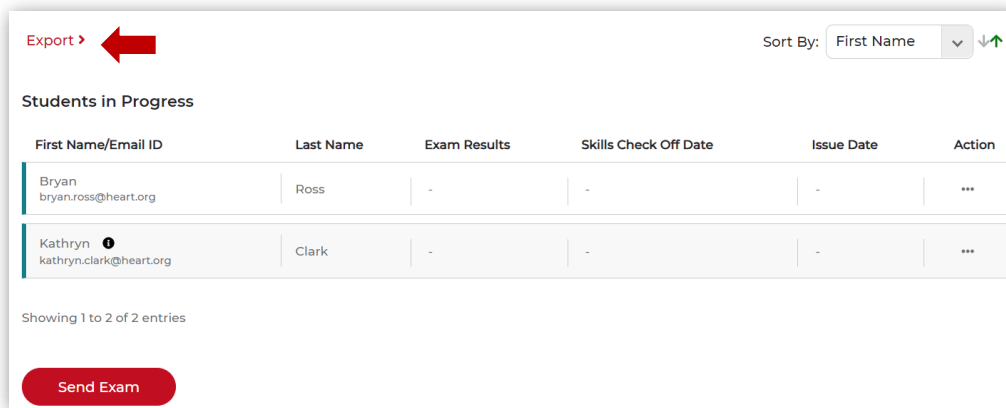 Export >
Sort By: First Name
Students in Progress
First Name/Email ID Last Name Exam Results Skills Check Off Date Issue Date Action
Bryan
bryan.ross@heart.org
Ross - - - •••
Kathryn
kathryn.clark@heart.org
Clark - - - •••
Showing 1 to 2 of 2 entries
Send Exam